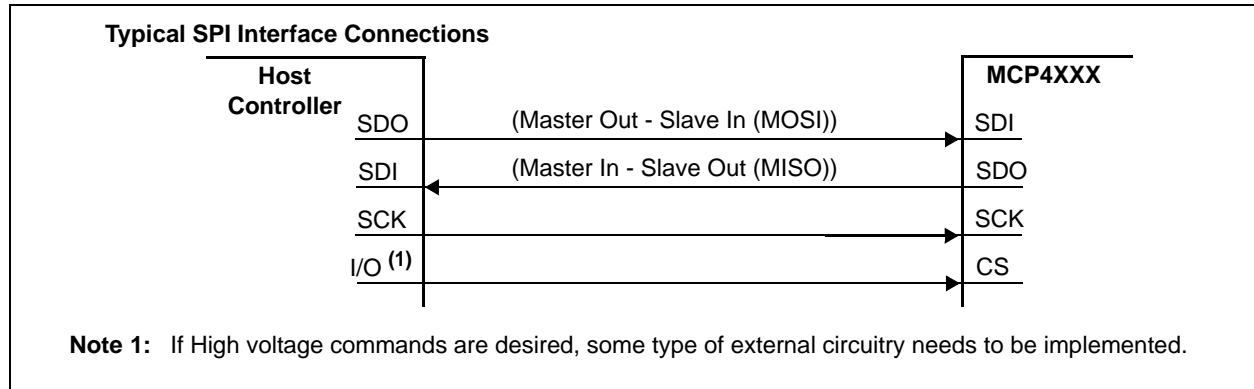 Typical SPI Interface Connections
Host
Controller
MCP4XXX
SDO (Master Out - Slave In (MOSI)) SDI
SDI (Master In - Slave Out (MISO)) SDO
SCK SCK
I/O (1) CS
Note 1: If High voltage commands are desired, some type of external circuitry needs to be implemented.